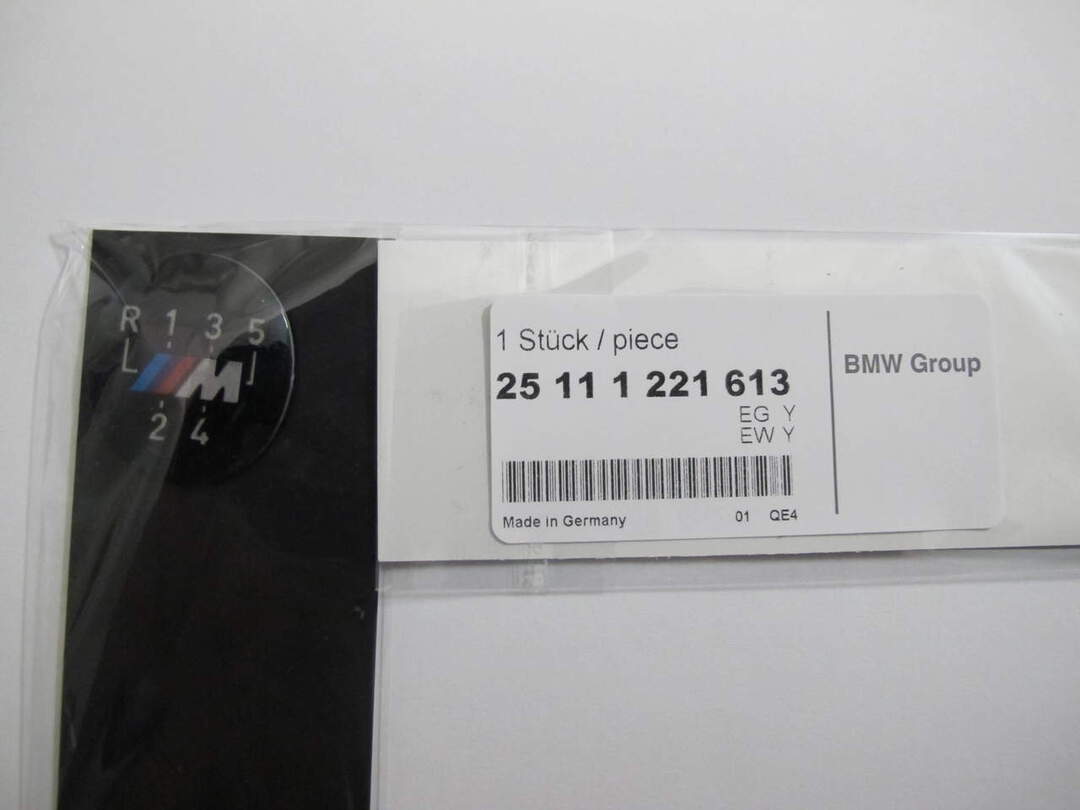 R 1 3 5
M
2 4
1 Stück / piece
25 11 1 221 613
EG Y
EW Y
Made in Germany 01 QE4
BMW Group